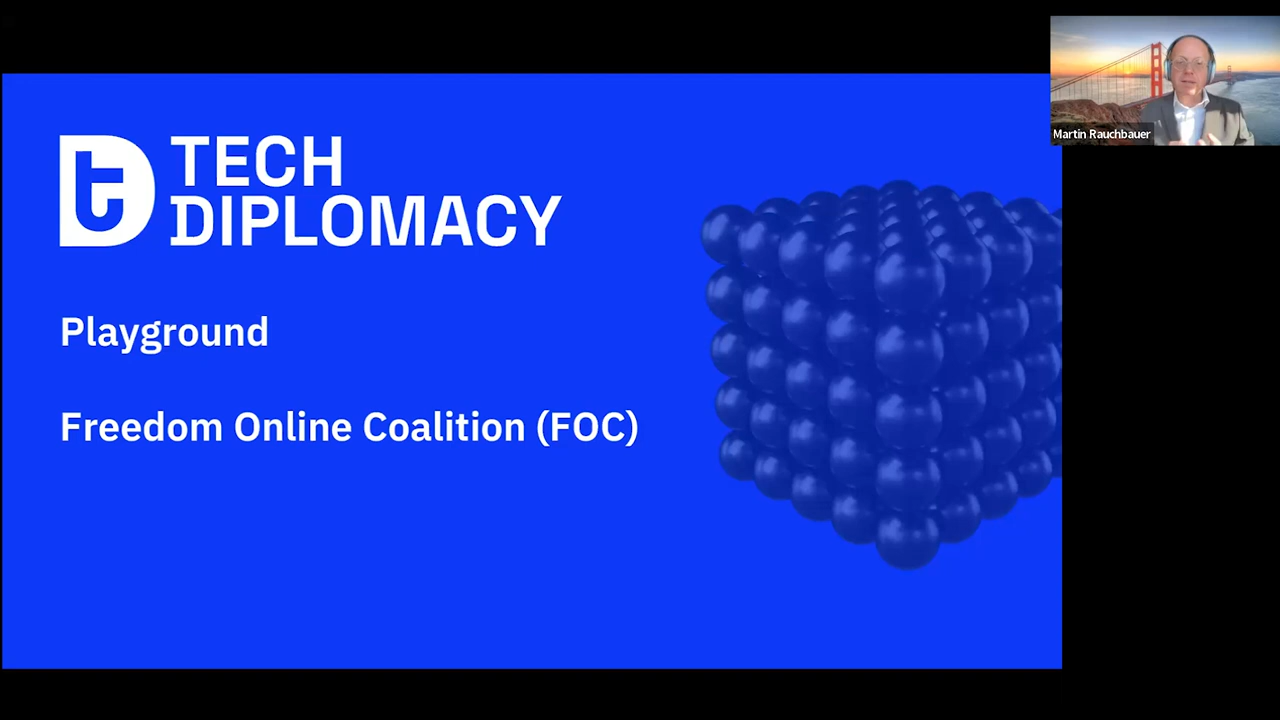 TECH
DIPLOMACY
Playground
Freedom Online Coalition (FOC)
Martin Rauchbauer